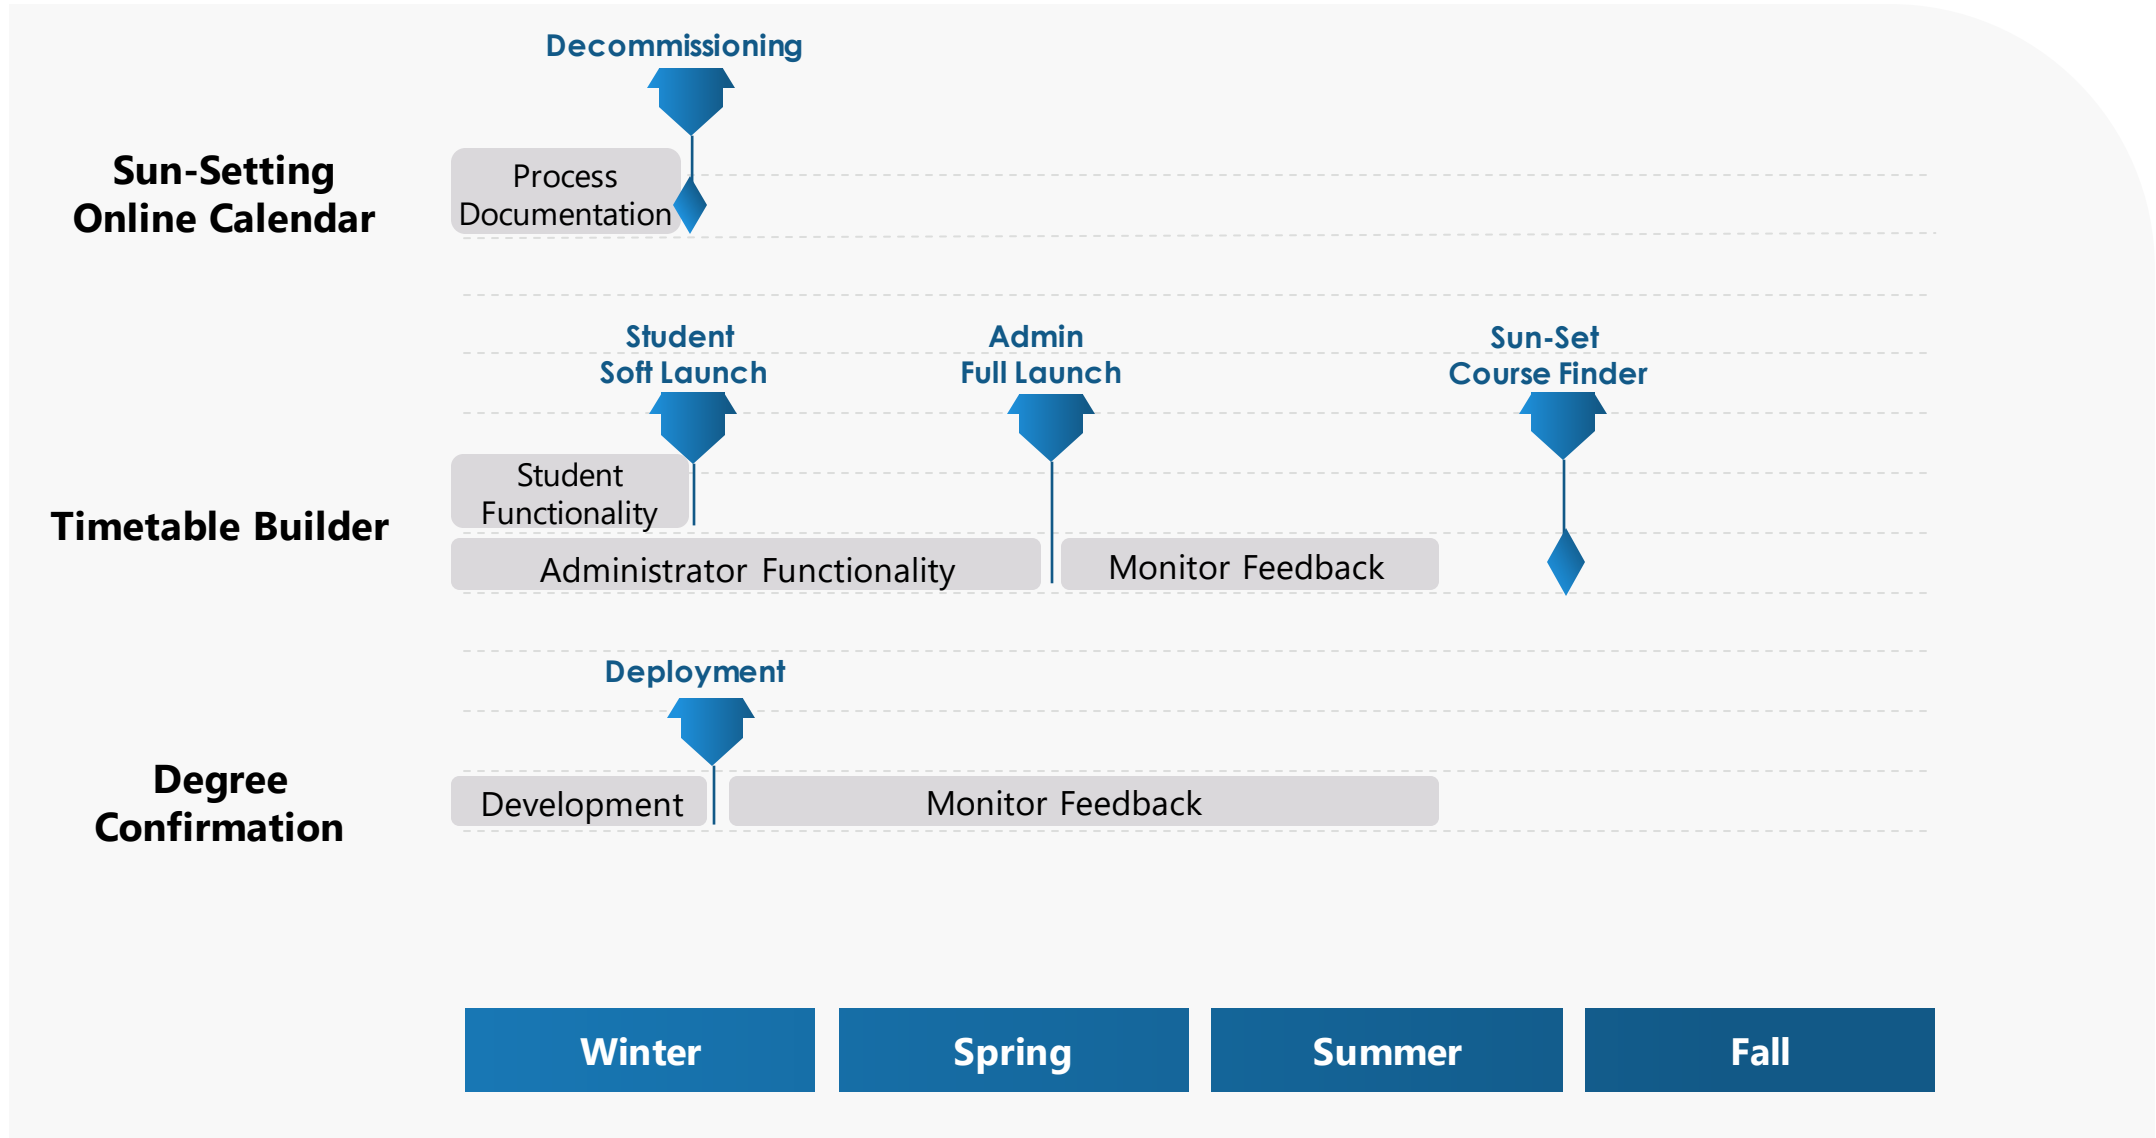 Decommissioning
Sun-Setting
Online Calendar
Process
Documentation
Student
Soft Launch
Admin
Full Launch
Sun-Set
Course Finder
Timetable Builder
Student
Functionality
Administrator Functionality
Monitor Feedback
Deployment
Degree
Confirmation
Development
Monitor Feedback
Winter
Spring
Summer
Fall